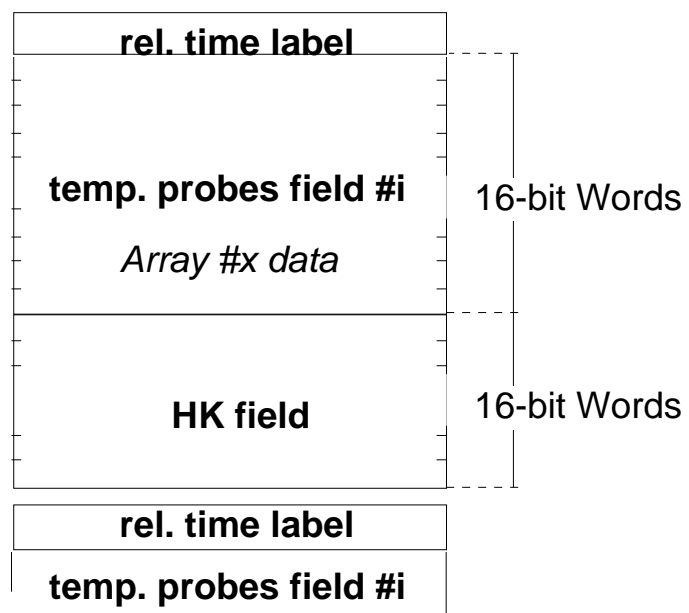 rel. time label
temp. probes field #i
16-bit Words
Array #x data
HK field
16-bit Words
rel. time label
temp. probes field #i